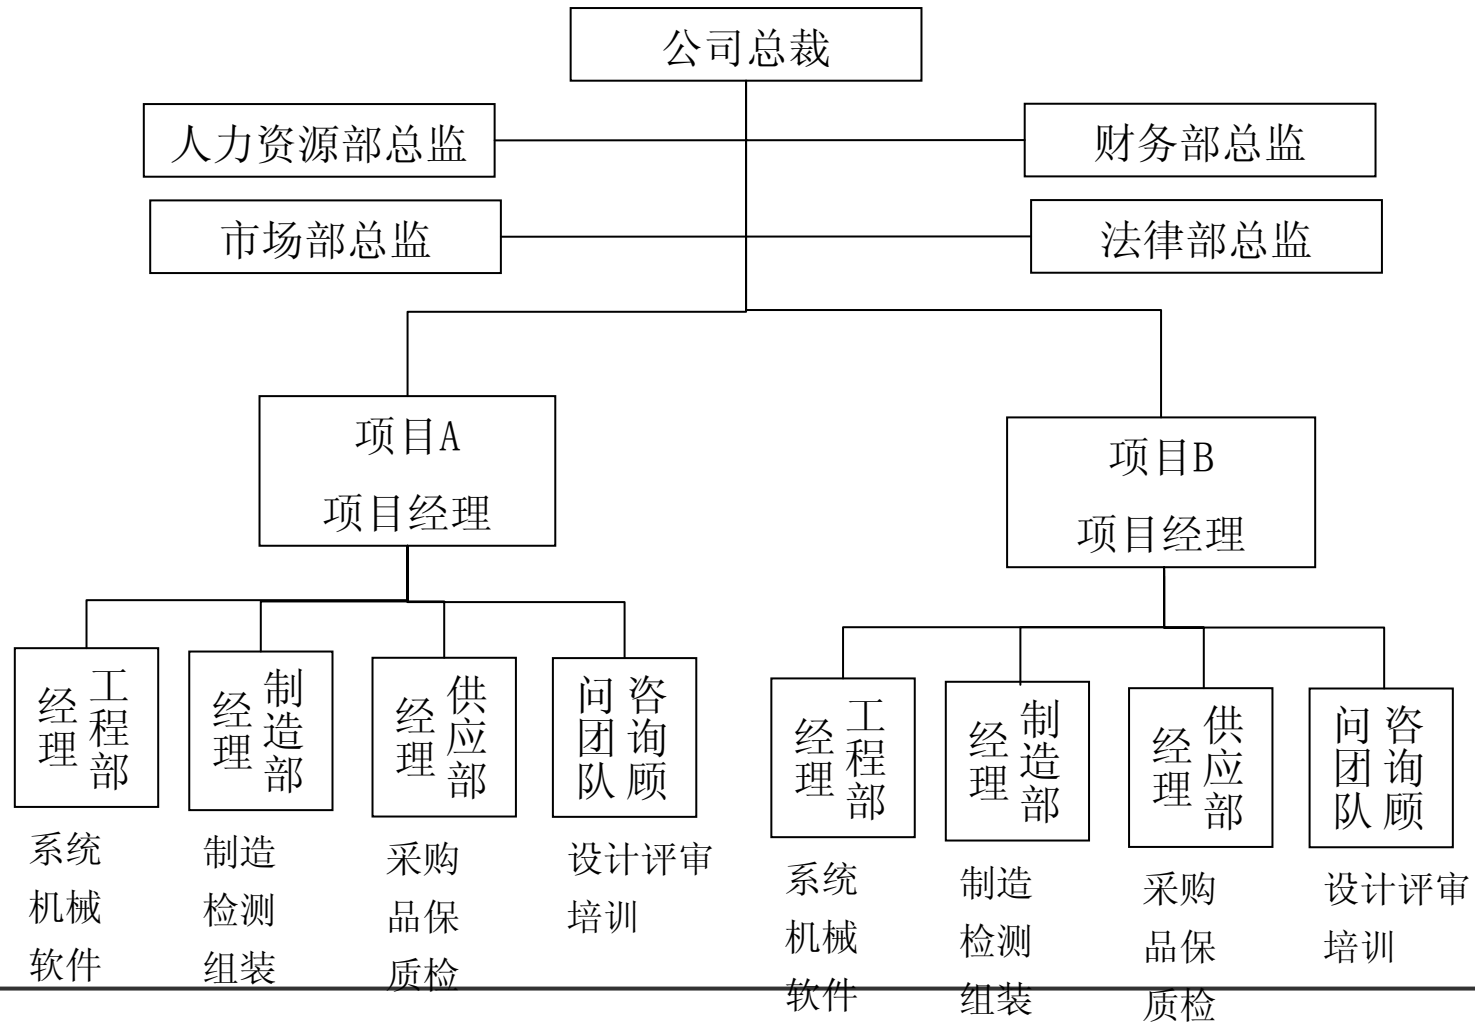 公司总裁
人力资源部总监
财务部总监
市场部总监
法律部总监
项目A
项目经理
项目B
项目经理
工程部
经理
制造部
经理
供应部
经理
咨询顾
问团队
工程部
经理
制造部
经理
供应部
经理
咨询顾
问团队
系统
机械
软件
制造
检测
组装
采购
品保
质检
设计评审
培训
系统
机械
软件
制造
检测
组装
采购
品保
质检
设计评审
培训